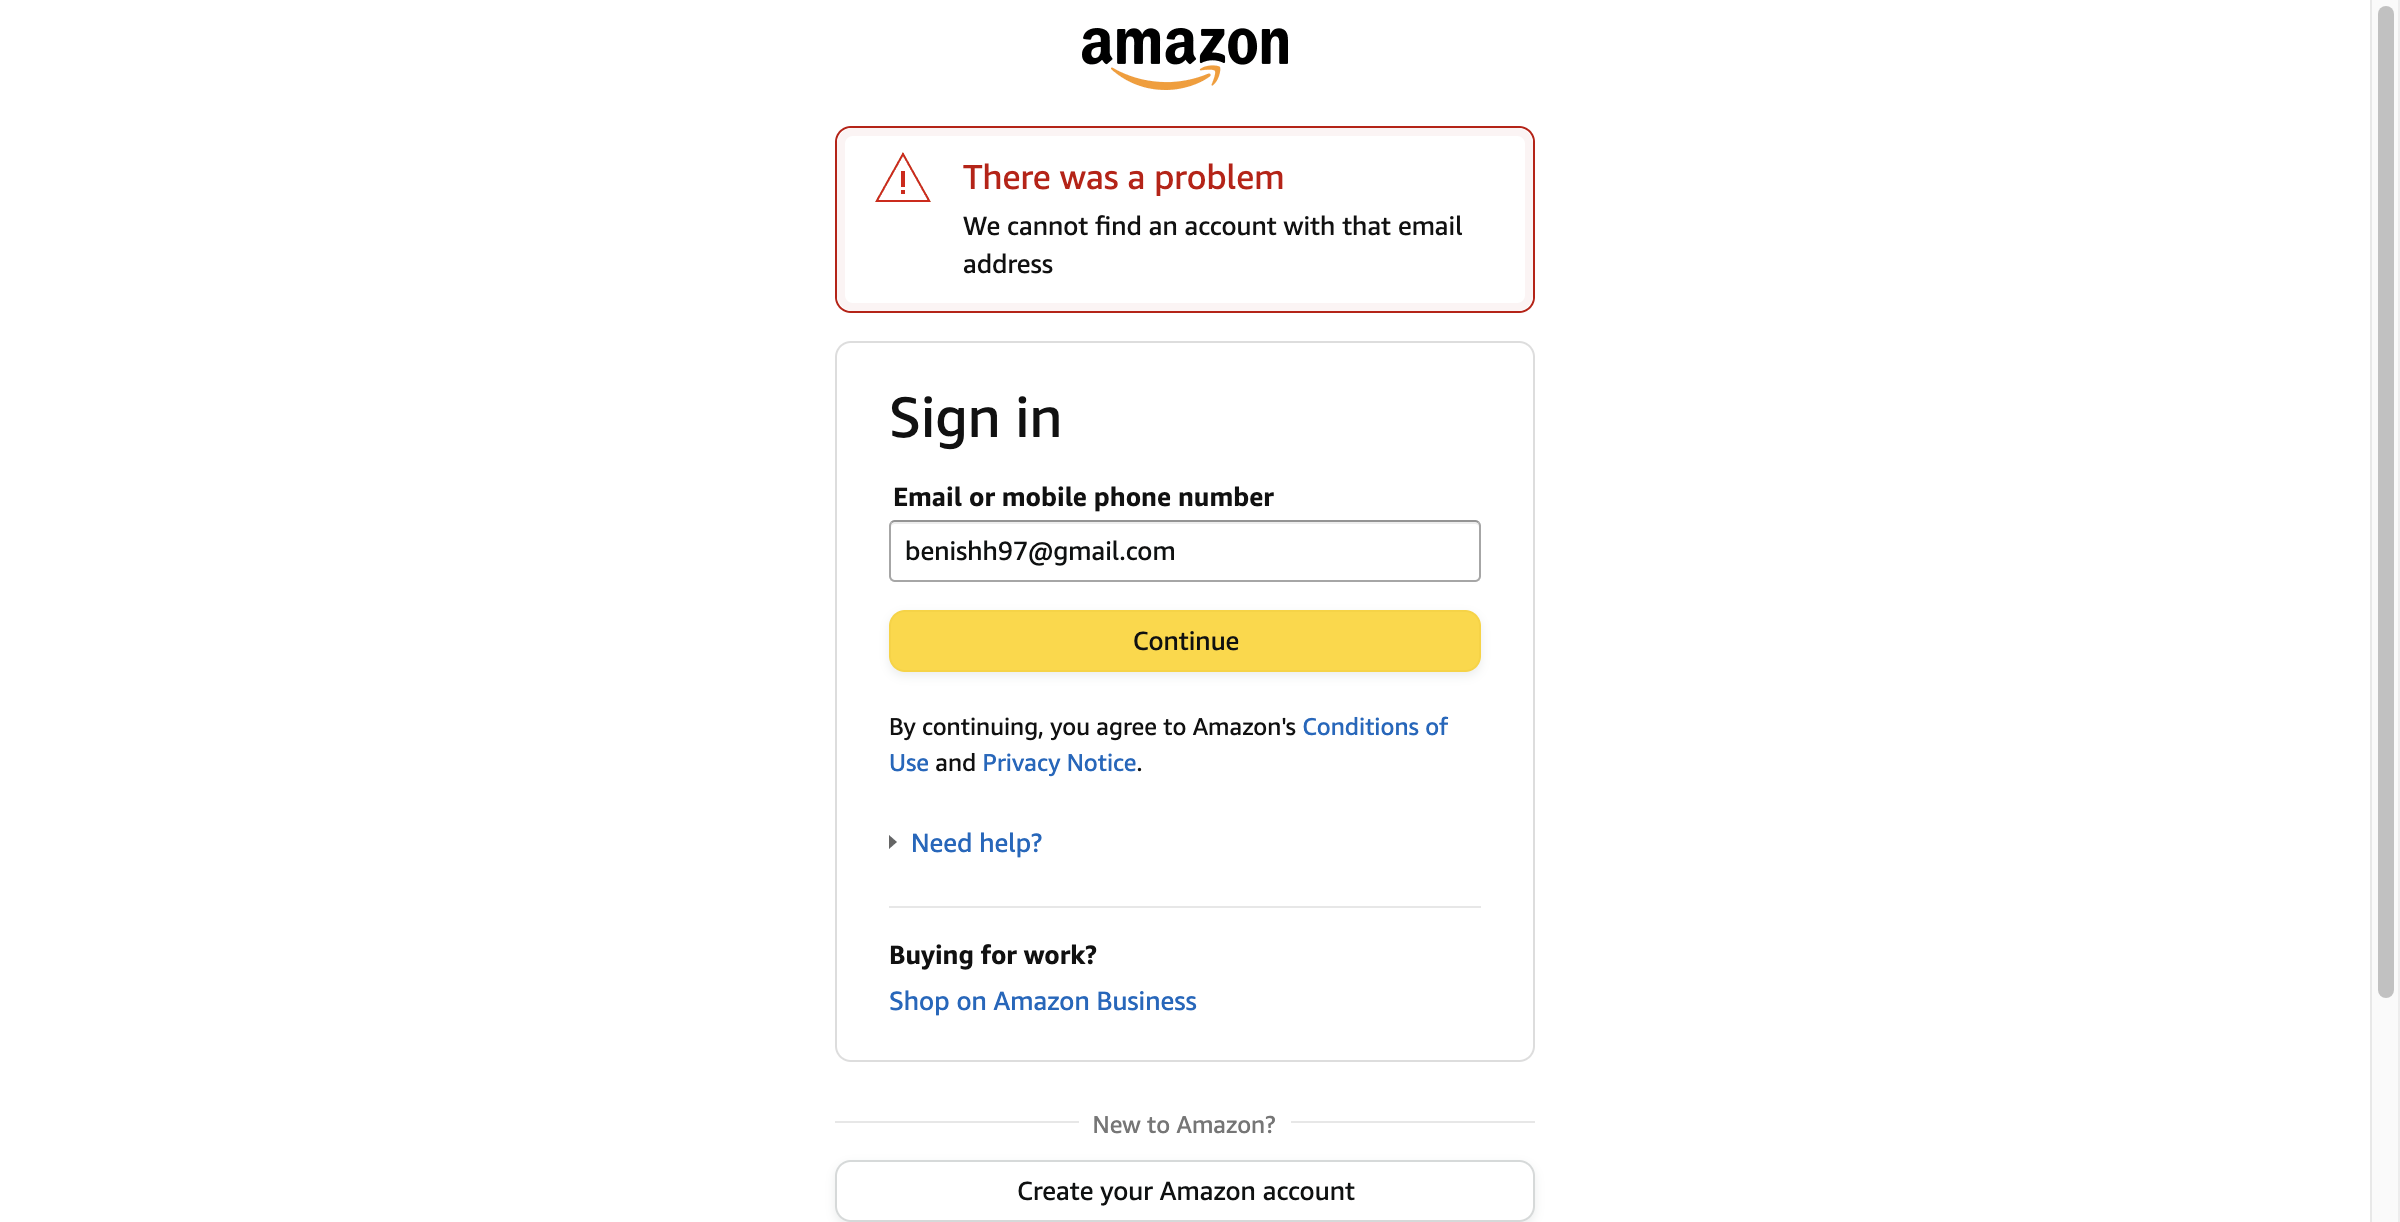 amazon
There was a problem
We cannot find an account with that email
address
Sign in
Email or mobile phone number
benishh97@gmail.com
Continue
By continuing, you agree to Amazon's Conditions of
Use and Privacy Notice.
Need help?
Buying for work?
Shop on Amazon Business
New to Amazon?
Create your Amazon account